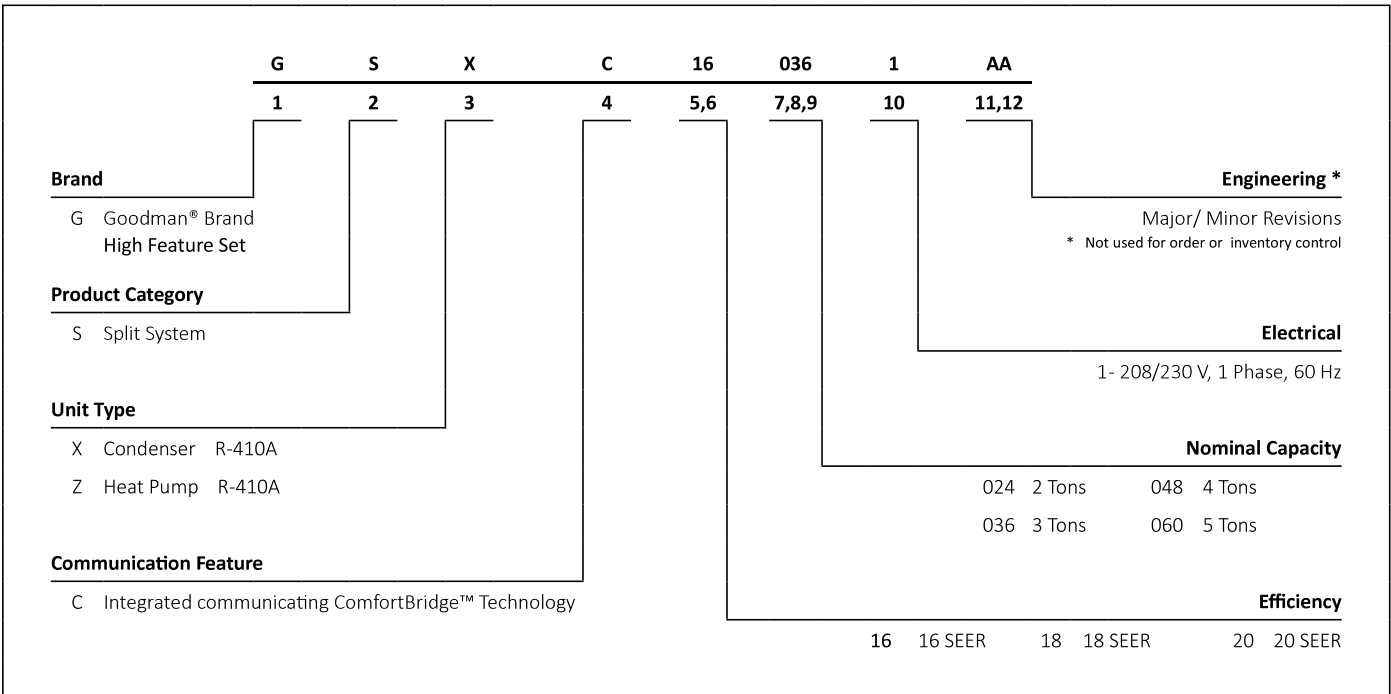 G S X C 16 036 1 AA
1 2 3 4 5,6 7,8,9 10 11,12
Brand
G Goodman® Brand
High Feature Set
Product Category
S Split System
Unit Type
X Condenser R-410A
Z Heat Pump R-410A
Communication Feature
C Integrated communicating ComfortBridge™ Technology
Engineering *
Major/ Minor Revisions
* Not used for order or inventory control
Electrical
1- 208/230 V, 1 Phase, 60 Hz
Nominal Capacity
024 2 Tons 048 4 Tons
036 3 Tons 060 5 Tons
Efficiency
16 16 SEER 18 18 SEER 20 20 SEER